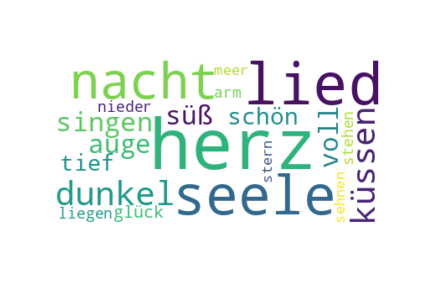 meer
nacht
lied
arm
nieder
süß
schön
singen
herz
voll
stehen
küssen
auge
tief
stern
dunkel
seele
sehnen
liegen
glück